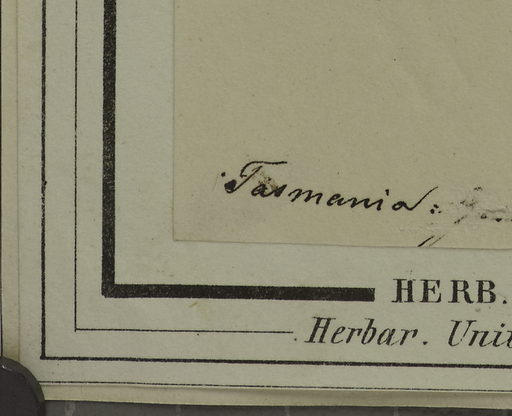 Tasmania:
HERB.
Herbar. Unit